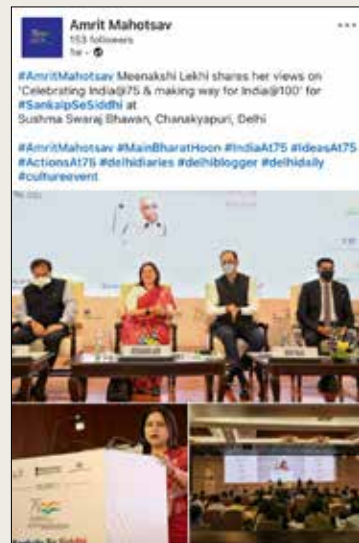 Amrit Mahotsav
153 followers
1w •
#AmritMahotsav Meenakshi Lekhi shares her views on
'Celebrating India@75 & making way for India@100' for
#SankalpSeSiddhi at
Sushma Swaraj Bhawan, Chanakyapuri, Delhi
#AmritMahotsav #MainBharatHoon #IndiaAt75 #IdeasAt75
#ActionsAt75 #delhidiaries #delhiblogger #delhidaily
#cultureevent